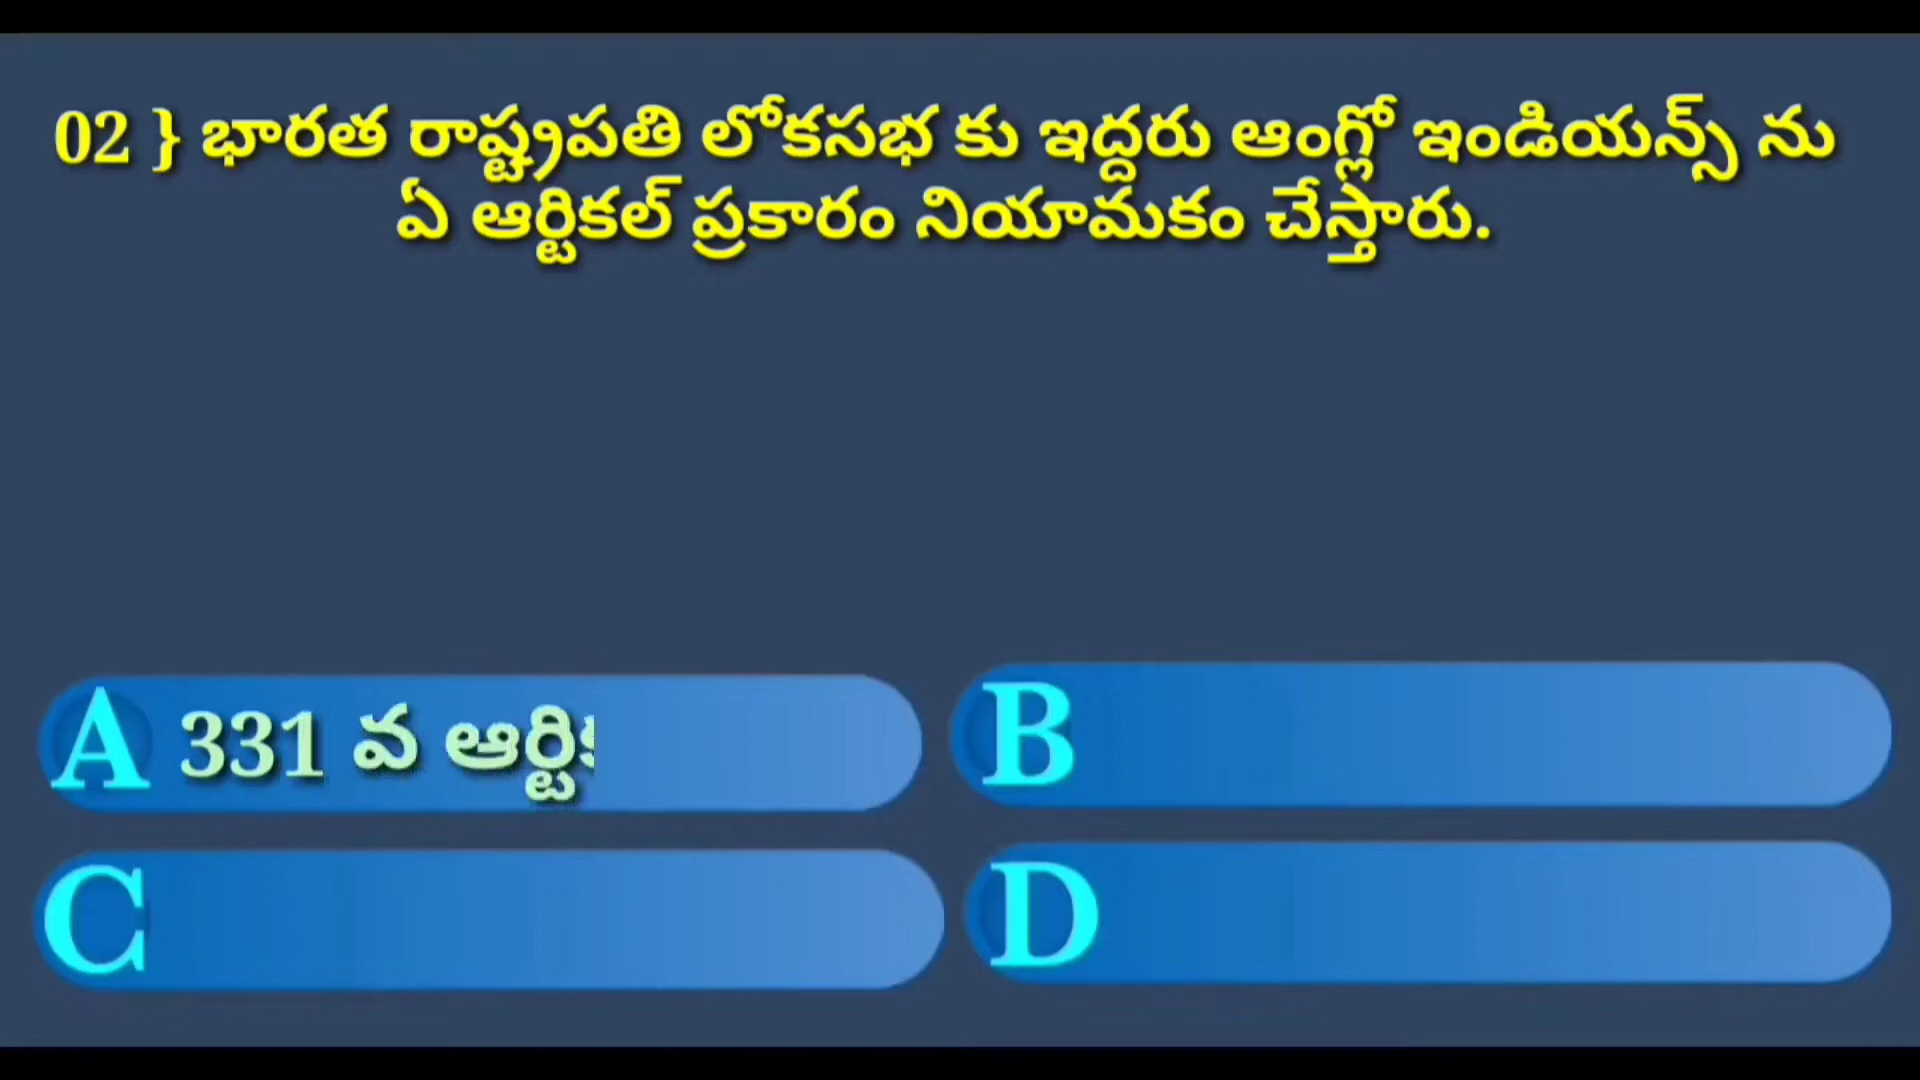 02 } భారత రాష్ట్రపతి లోకసభ కు ఇద్దరు ఆంగ్లో ఇండియన్స్ ను
ఏ ఆర్టికల్ ప్రకారం నియామకం చేస్తారు.
A 331 వ
B
C
D